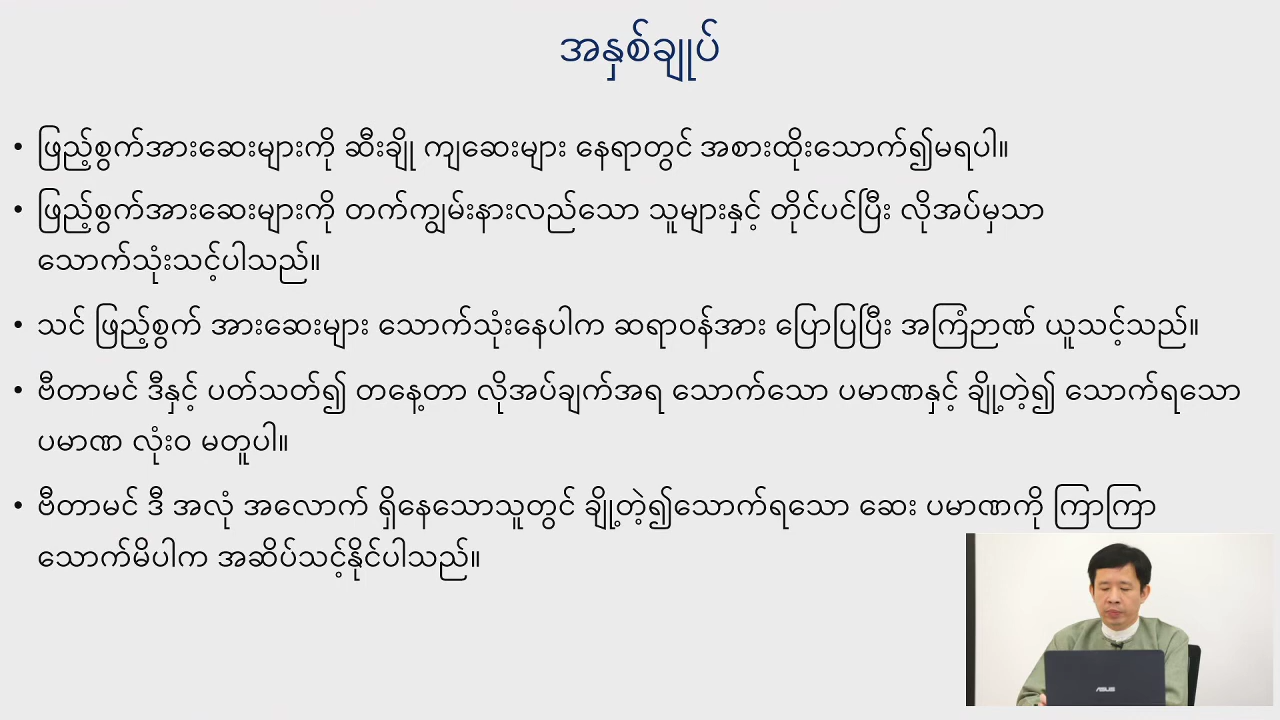 အနှစ်ချုပ်
• ဖြည့်စွက်အားဆေးများကို ဆီးချို ကျဆေးများ နေရာတွင် အစားထိုးသောက်၍မရပါ။
• ဖြည့်စွက်အားဆေးများကို တက်ကျွမ်းနားလည်သော သူများနှင့် တိုင်ပင်ပြီး လိုအပ်မှသာ
သောက်သုံးသင့်ပါသည်။
• သင် ဖြည့်စွက် အားဆေးများ သောက်သုံးနေပါက ဆရာဝန်အား ပြောပြပြီး အကြံဉာဏ် ယူသင့်သည်။
• ဗီတာမင် ဒီနှင့် ပတ်သတ်၍ တနေ့တာ လိုအပ်ချက်အရ သောက်သော ပမာဏနှင့် ချို့တဲ့၍ သောက်ရသော
ပမာဏ လုံးဝ မတူပါ။
• ဗီတာမင် ဒီ အလုံ အလောက် ရှိနေသောသူတွင် ချို့တဲ့၍သောက်ရသော ဆေး ပမာဏကို ကြာကြာ
သောက်မိပါက အဆိပ်သင့်နိုင်ပါသည်။
ASUS